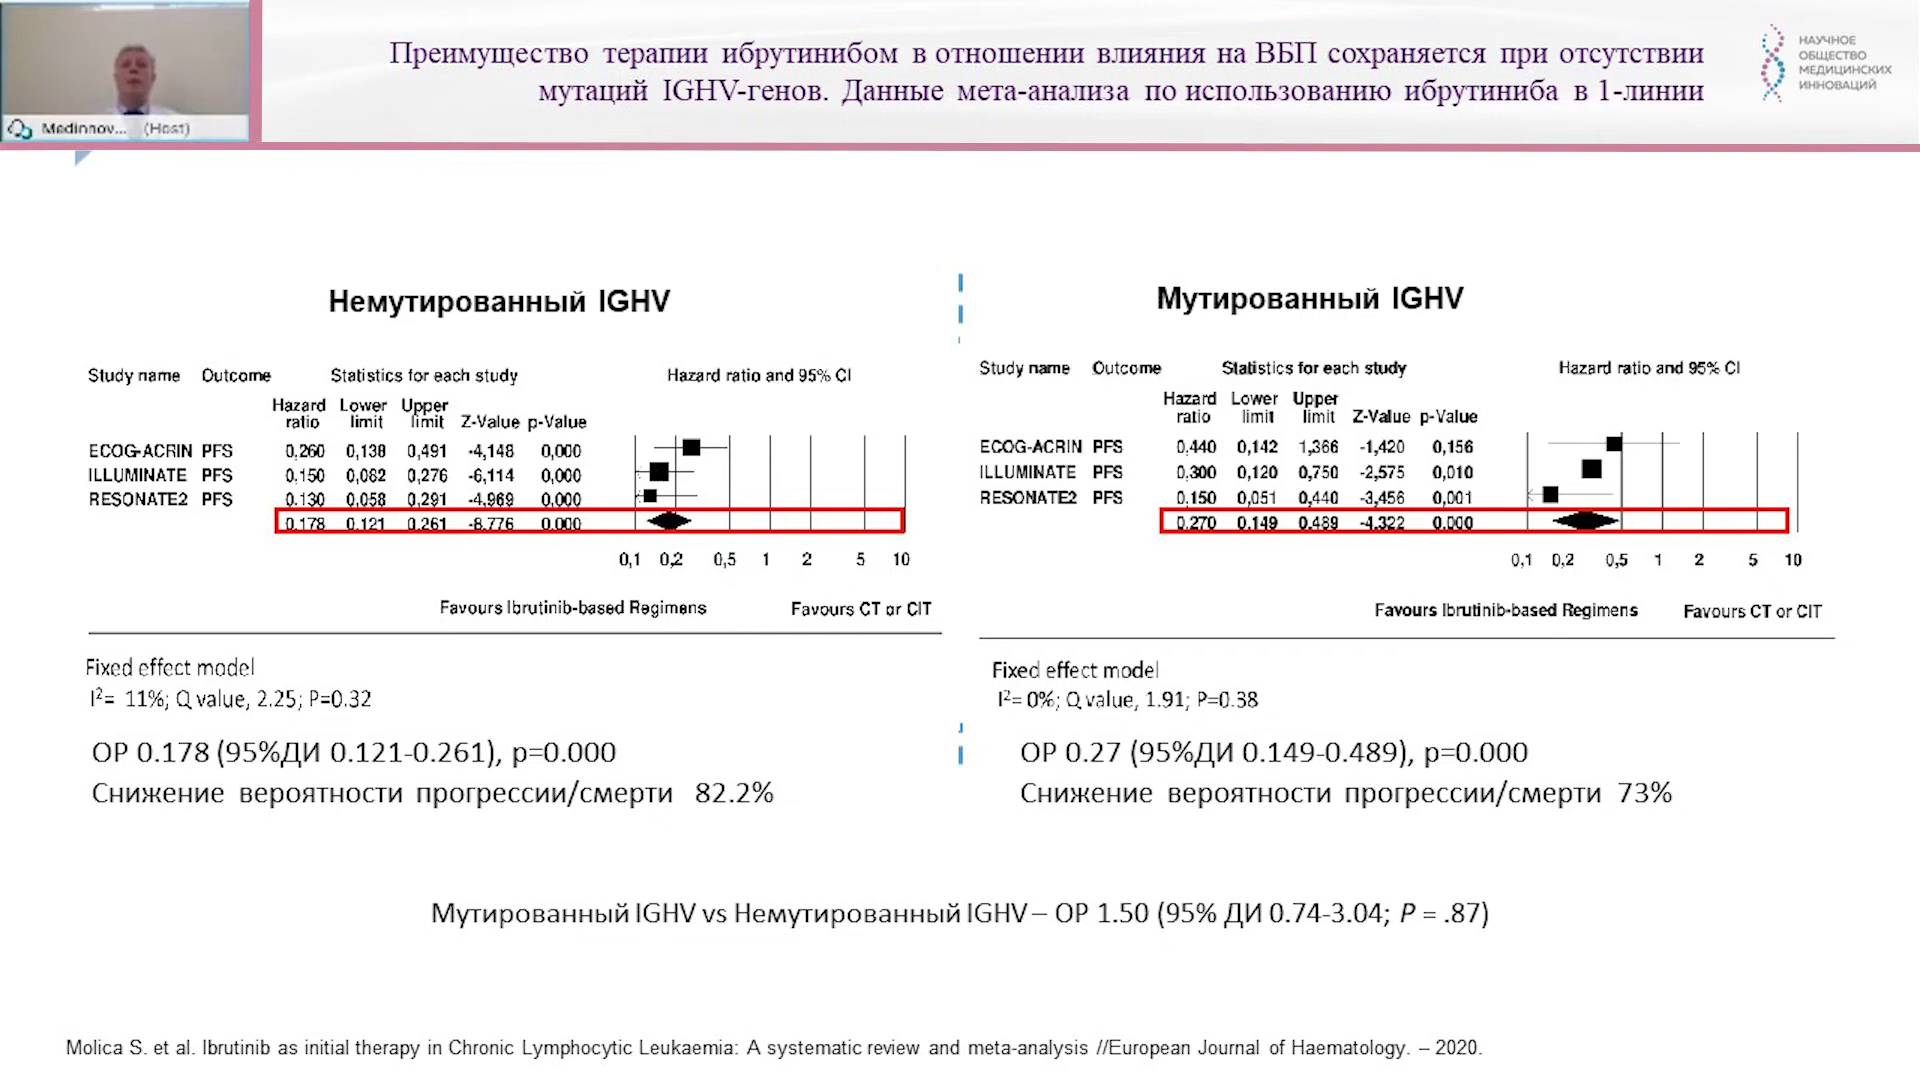 Medinnov... (Host)
Преимущество терапии ибрутинибом в отношении влияния на ВБП сохраняется при отсутствии
мутаций IGHV-генов. Данные мета-анализа по использованию ибрутиниба в 1-линии
НАУЧНОЕ
ОБЩЕСТВО
МЕДИЦИНСКИХ
ИННОВАЦИЙ
Немутированный IGHV
Study name Outcome Statistics for each study Hazard ratio and 95% CI
Hazard ratio Lower limit Upper limit Z-Value p-Value
ECOG-ACRIN PFS 0,260 0,138 0,491 -4,148 0,000
ILLUMINATE PFS 0,150 0,082 0,276 -6,114 0,000
RESONATE2 PFS 0.130 0,058 0,291 -4,969 0,000
0.178 0.121 0.261 -8.776 0.000
0,1 0,2 0,5 1 2 5 10
Favours Ibrutinib-based Regimens Favours CT or CIT
Fixed effect model
I²= 11%; Q value, 2.25; P=0.32
ОР 0.178 (95%ДИ 0.121-0.261), p=0.000
Снижение вероятности прогрессии/смерти 82.2%
Мутированный IGHV
Study name Outcome Statistics for each study Hazard ratio and 95% CI
Hazard ratio Lower limit Upper limit Z-Value p-Value
ECOG-ACRIN PFS 0,440 0,142 1,366 -1,420 0,156
ILLUMINATE PFS 0,300 0,120 0,750 -2,575 0,010
RESONATE2 PFS 0,150 0,051 0,440 -3,456 0,001
0.270 0.149 0.489 -4.322 0.000
0,1 0,2 0,5 1 2 5 10
Favours Ibrutinib-based Regimens Favours CT or CIT
Fixed effect model
I²= 0%; Q value, 1.91; P=0.38
ОР 0.27 (95%ДИ 0.149-0.489), p=0.000
Снижение вероятности прогрессии/смерти 73%
Мутированный IGHV vs Немутированный IGHV – ОР 1.50 (95% ДИ 0.74-3.04; P = .87)
Molica S. et al. Ibrutinib as initial therapy in Chronic Lymphocytic Leukaemia: A systematic review and meta-analysis //European Journal of Haematology. – 2020.